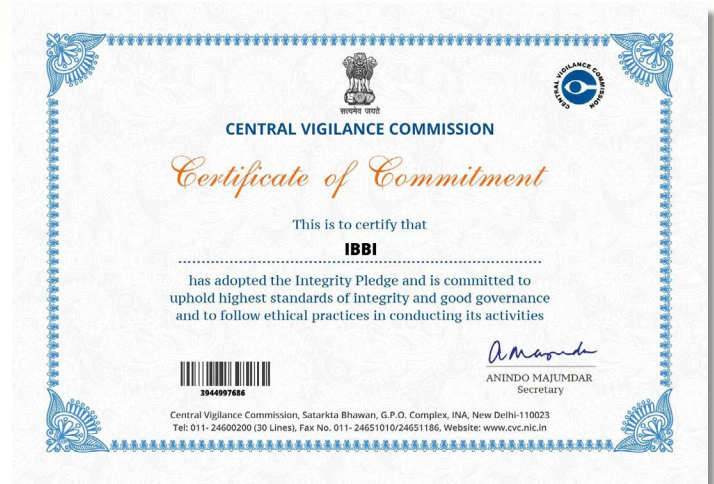 सत्यमेव जयते
CENTRAL VIGILANCE COMMISSION
CENTRAL VIGILANCE COMMISSION
Certificate of Commitment
This is to certify that
IBBI
has adopted the Integrity Pledge and is committed to
uphold highest standards of integrity and good governance
and to follow ethical practices in conducting its activities
3944997686
ANINDO MAJUMDAR
Secretary
Central Vigilance Commission, Satarkta Bhawan, G.P.O. Complex, INA, New Delhi-110023
Tel: 011- 24600200 (30 Lines), Fax No. 011- 24651010/24651186, Website: www.cvc.nic.in